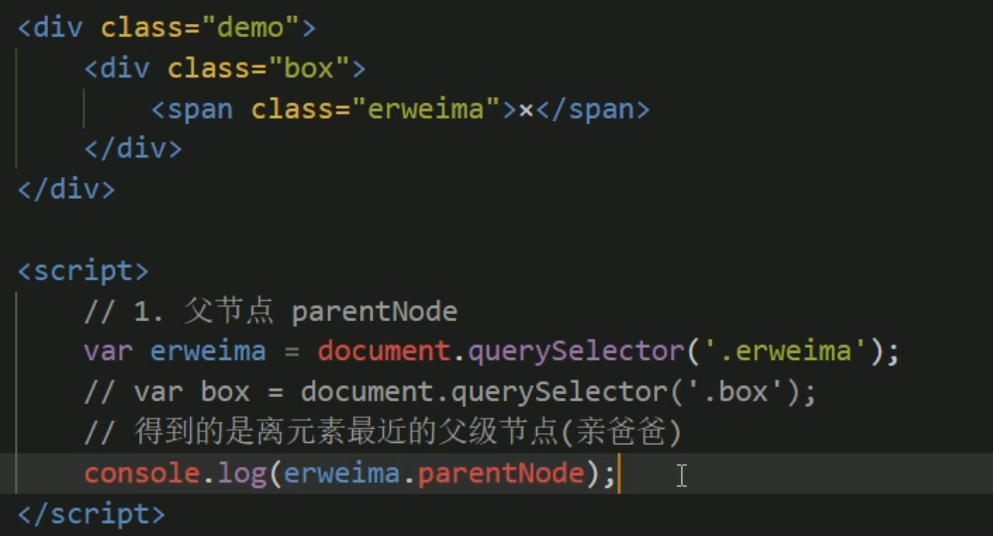 <div class="demo">
<div class="box">
<span class="erweima">×</span>
</div>
</div>
<script>
// 1. 父节点 parentNode
var erweima = document.querySelector('.erweima');
// var box = document.querySelector('.box');
// 得到的是离元素最近的父级节点(亲爸爸)
console.log(erweima.parentNode);
</script>